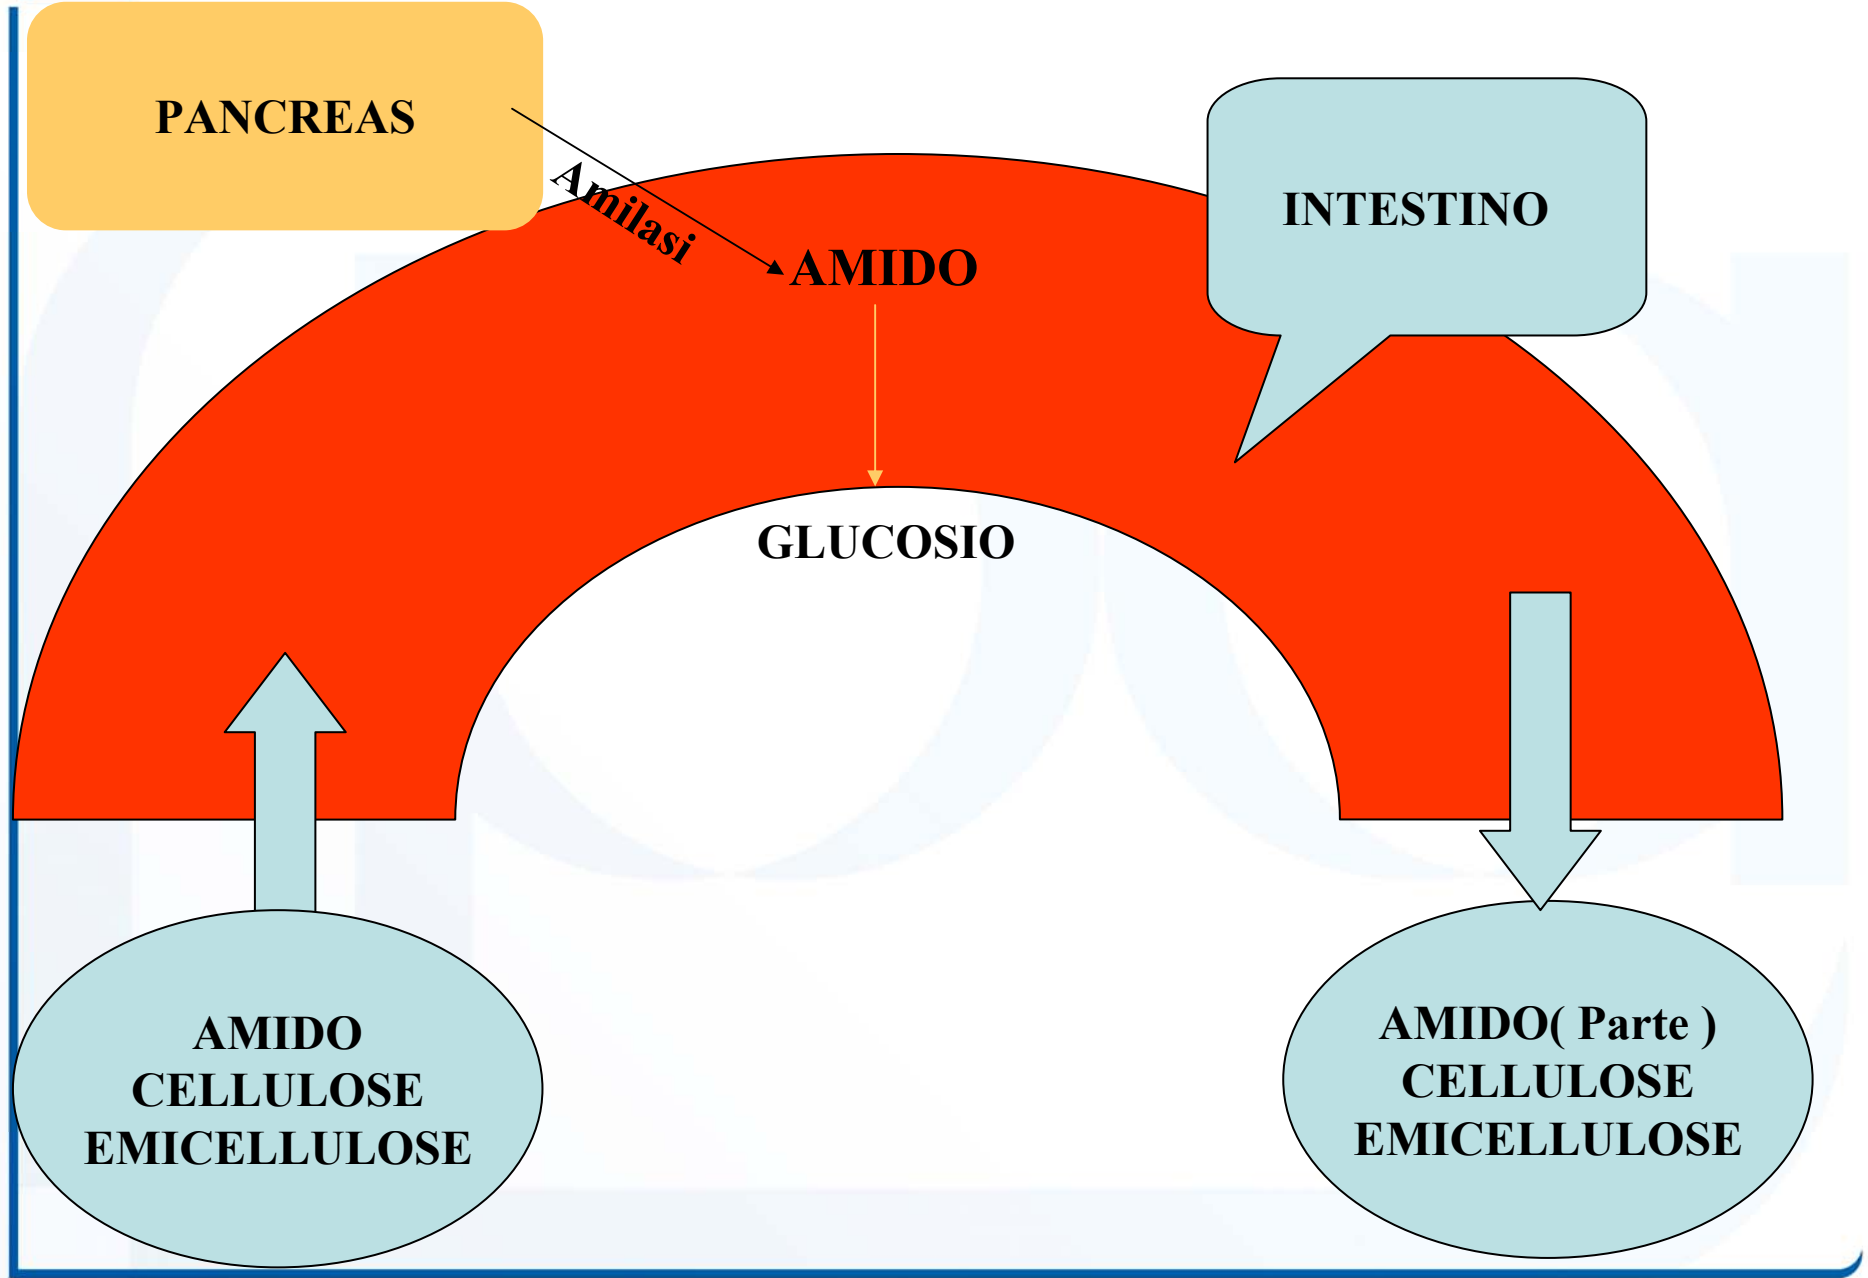 PANCREAS
Amilasi
INTESTINO
AMIDO
GLUCOSIO
AMIDO
CELLULOSE
EMICELLULOSE
AMIDO( Parte )
CELLULOSE
EMICELLULOSE